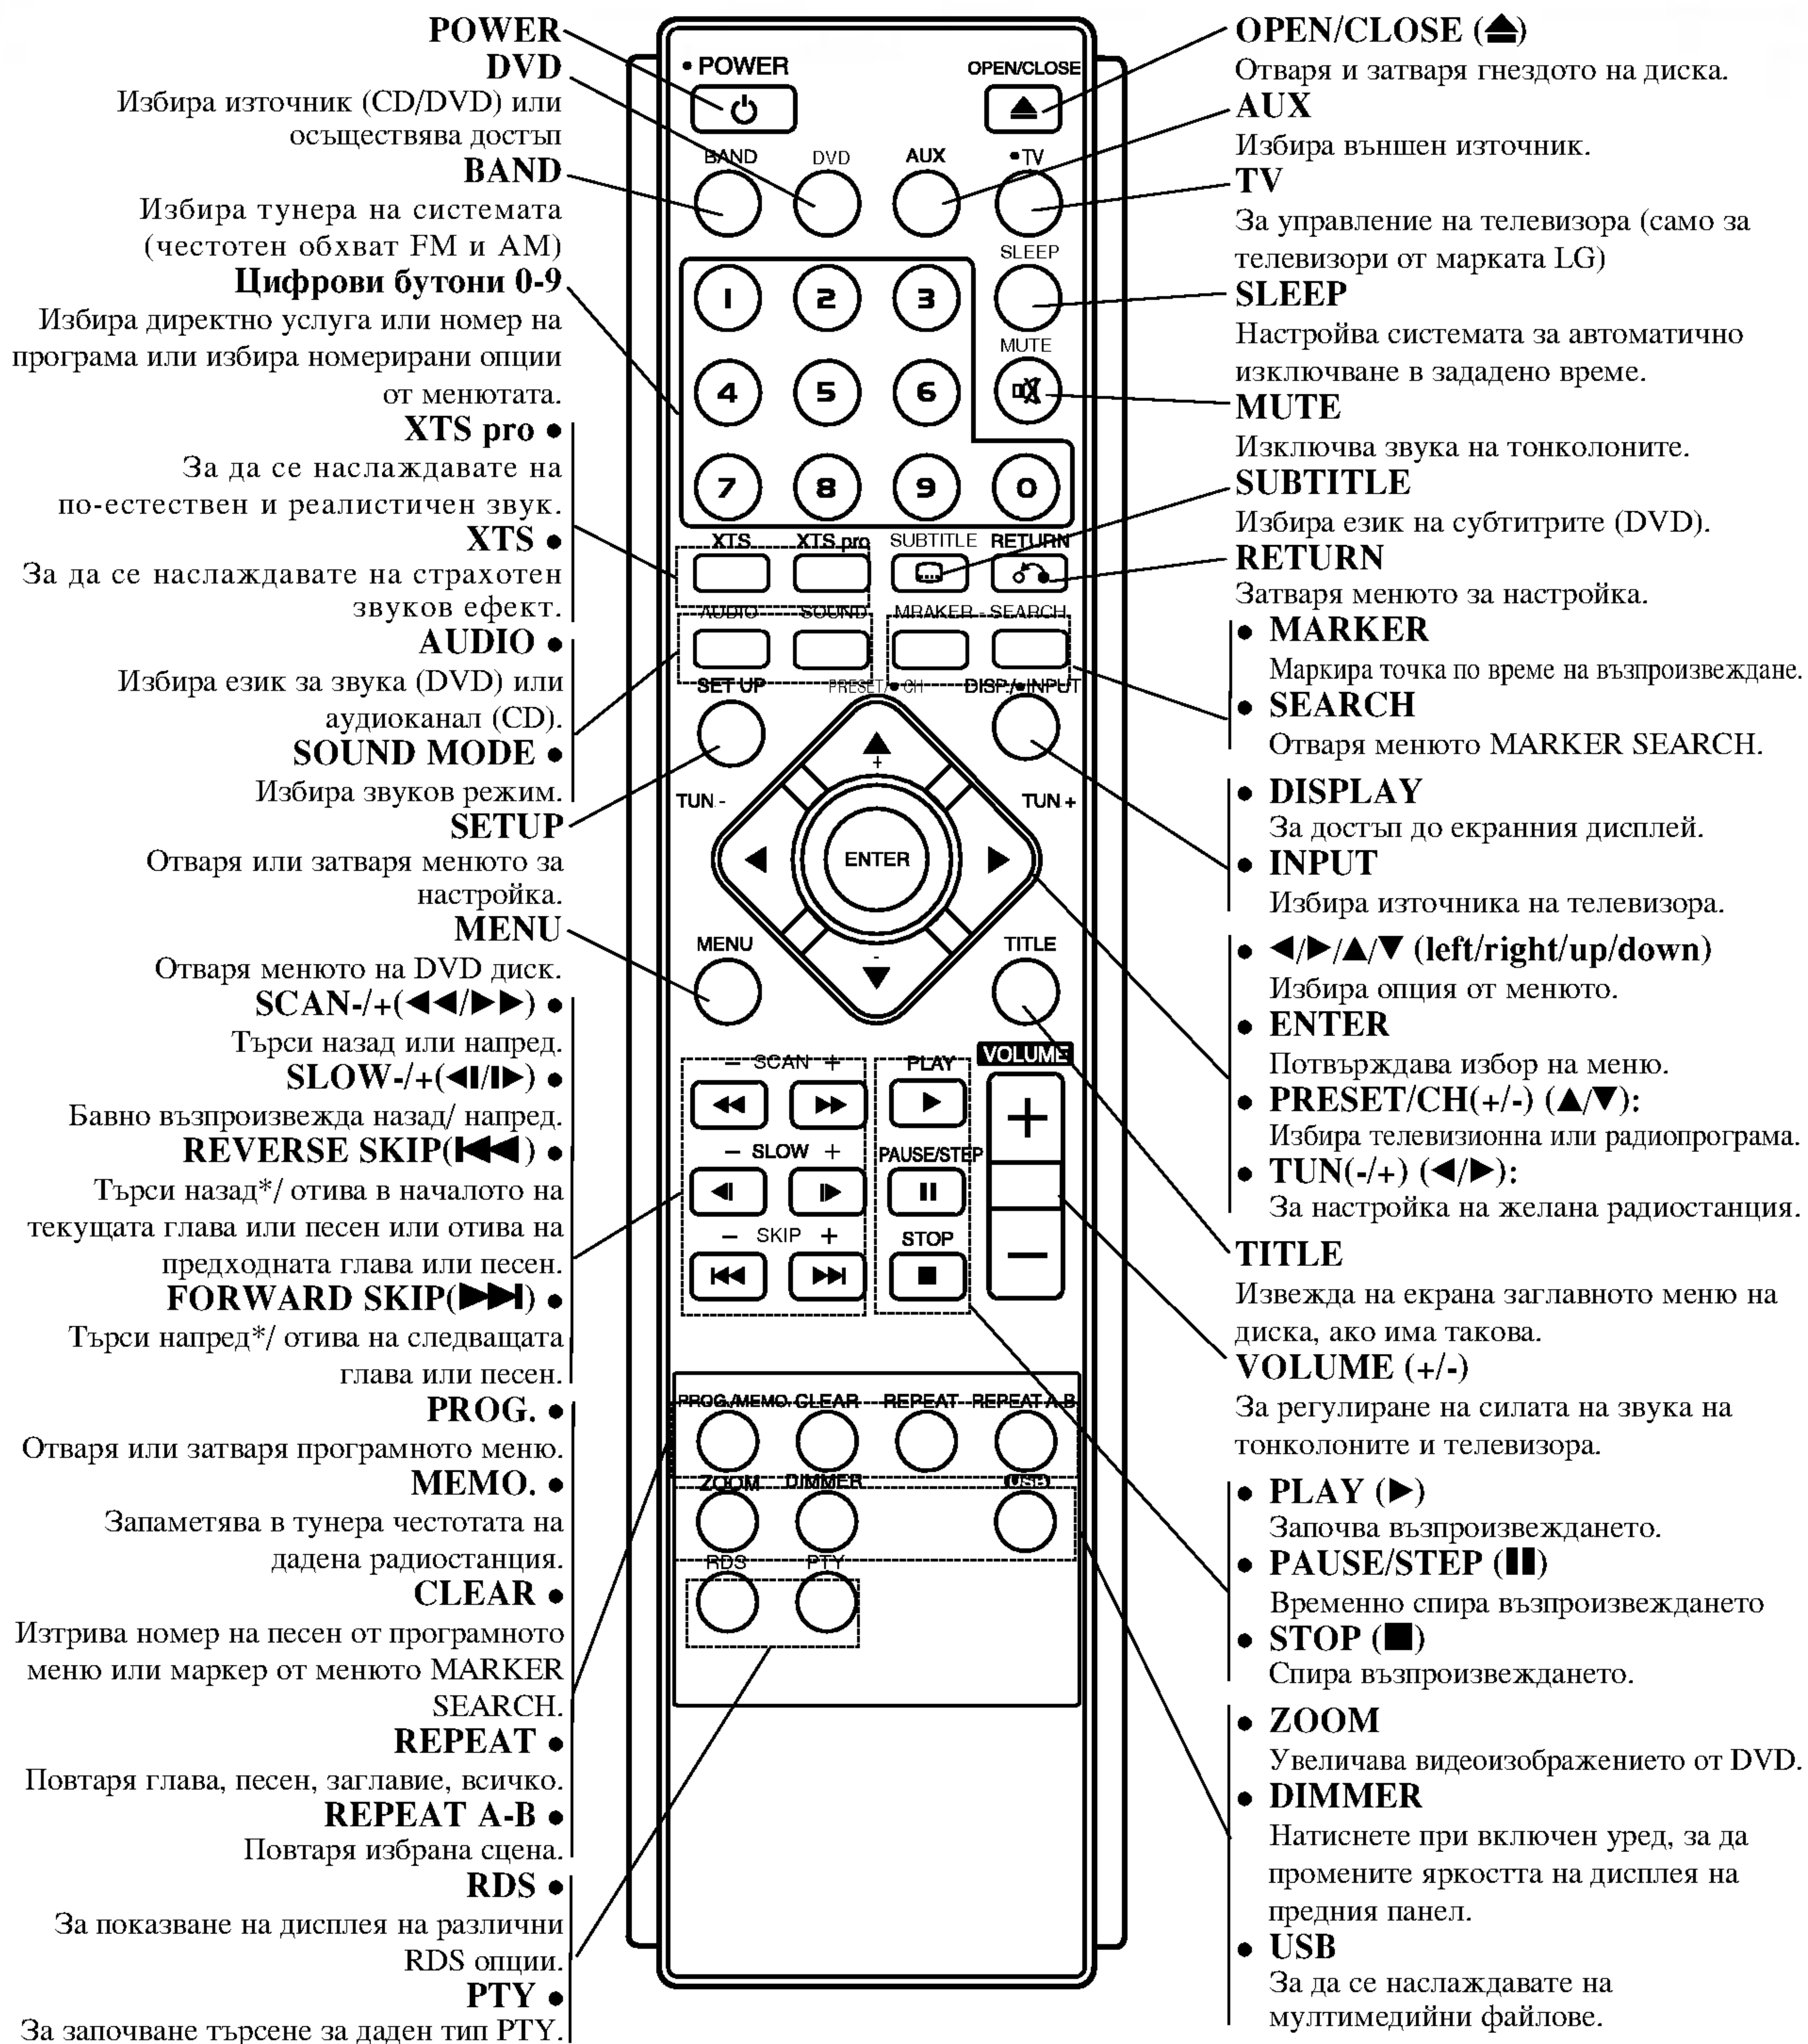 POWER
DVD
Избира източник (CD/DVD) или
осъществява достъп
BAND
Избира тунера на системата
(честотен обхват FM и AM)
Цифрови бутони 0-9
Избира директно услуга или номер на
програма или избира номерирани опции
от менютата.
XTS pro ●
За да се наслаждавате на
по-естествен и реалистичен звук.
XTS ●
За да се наслаждавате на страхотен
звуков ефект.
AUDIO ●
Избира език за звука (DVD) или
аудиоканал (CD).
SOUND MODE ●
Избира звуков режим.
SETUP
Отваря или затваря менюто за
настройка.
MENU
Отваря менюто на DVD диск.
SCAN-/+(◄◄/►►) ●
Търси назад или напред.
SLOW-/+(◄I/I►) ●
Бавно възпроизвежда назад/ напред.
REVERSE SKIP(I◄◄) ●
Търси назад*/ отива в началото на
текущата глава или песен или отива на
предходната глава или песен.
FORWARD SKIP(►►I) ●
Търси напред*/ отива на следващата
глава или песен.
PROG. ●
Отваря или затваря програмното меню.
MEMO. ●
Запаметява в тунера честотата на
дадена радиостанция.
CLEAR ●
Изтрива номер на песен от програмното
меню или маркер от менюто MARKER
SEARCH.
REPEAT ●
Повтаря глава, песен, заглавие, всичко.
REPEAT A-B ●
Повтаря избрана сцена.
RDS ●
За показване на дисплея на различни
RDS опции.
PTY ●
За започване търсене за даден тип PTY.
● POWER OPEN/CLOSE
BAND DVD AUX ● TV
SLEEP
1 2 3
MUTE
4 5 6
7 8 9 0
XTS XTS pro SUBTITLE RETURN
AUDIO SOUND MRAKER - SEARCH
SET UP PRESET/● CH DISP./● INPUT
+
TUN - TUN +
ENTER
MENU - TITLE
− SCAN + PLAY VOLUME
+
− SLOW + PAUSE/STEP
− SKIP + STOP
−
PROG./MEMO. CLEAR REPEAT REPEAT A-B
ZOOM DIMMER USB
RDS PTY
OPEN/CLOSE (⏏)
Отваря и затваря гнездото на диска.
AUX
Избира външен източник.
TV
За управление на телевизора (само за
телевизори от марката LG)
SLEEP
Настройва системата за автоматично
изключване в зададено време.
MUTE
Изключва звука на тонколоните.
SUBTITLE
Избира език на субтитрите (DVD).
RETURN
Затваря менюто за настройка.
● MARKER
Маркира точка по време на възпроизвеждане.
● SEARCH
Отваря менюто MARKER SEARCH.
● DISPLAY
За достъп до екранния дисплей.
● INPUT
Избира източника на телевизора.
● ◄/►/▲/▼ (left/right/up/down)
Избира опция от менюто.
● ENTER
Потвърждава избор на меню.
● PRESET/CH(+/-) (▲/▼):
Избира телевизионна или радиопрограма.
● TUN(-/+) (◄/►):
За настройка на желана радиостанция.
TITLE
Извежда на екрана заглавното меню на
диска, ако има такова.
VOLUME (+/-)
За регулиране на силата на звука на
тонколоните и телевизора.
● PLAY (►)
Започва възпроизвеждането.
● PAUSE/STEP (▮▮)
Временно спира възпроизвеждането
● STOP (■)
Спира възпроизвеждането.
● ZOOM
Увеличава видеоизображението от DVD.
● DIMMER
Натиснете при включен уред, за да
промените яркостта на дисплея на
предния панел.
● USB
За да се наслаждавате на
мултимедийни файлове.